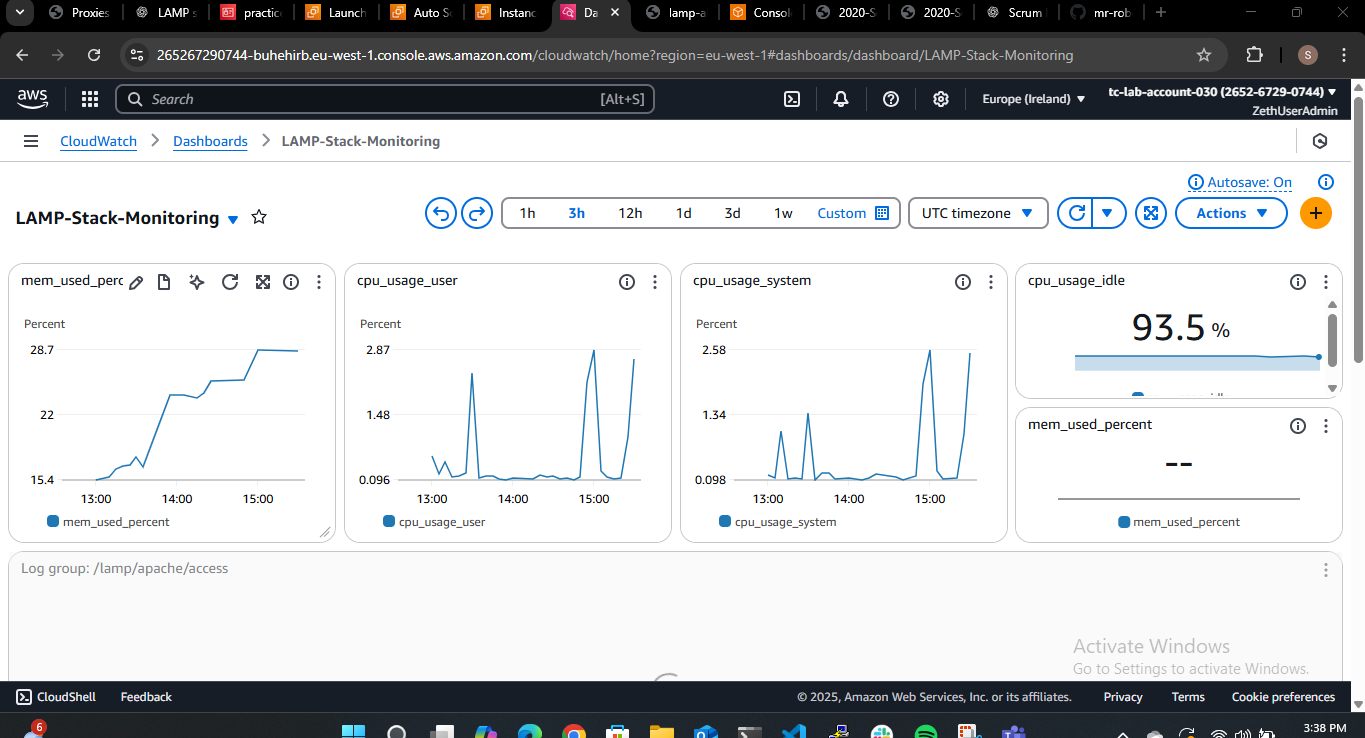 Proxies
LAMP s
practic
Launch
Auto Sc
Instanc
Da
lamp-a
Consol
2020-S
2020-S
Scrum
mr-rob
265267290744-buhehirb.eu-west-1.console.aws.amazon.com/cloudwatch/home?region=eu-west-1#dashboards/dashboard/LAMP-Stack-Monitoring
S
aws
Search
[Alt+S]
Europe (Ireland)
tc-lab-account-030 (2652-6729-0744)
ZethUserAdmin
CloudWatch
Dashboards
LAMP-Stack-Monitoring
Autosave: On
LAMP-Stack-Monitoring
1h 3h 12h 1d 3d 1w Custom
UTC timezone
Actions
mem_used_perc
Percent
28.7
22
15.4
13:00 14:00 15:00
mem_used_percent
cpu_usage_user
Percent
2.87
1.48
0.096
13:00 14:00 15:00
cpu_usage_user
cpu_usage_system
Percent
2.58
1.34
0.098
13:00 14:00 15:00
cpu_usage_system
cpu_usage_idle
93.5 %
mem_used_percent
--
mem_used_percent
Log group: /lamp/apache/access
Activate Windows
Go to Settings to activate Windows.
CloudShell
Feedback
© 2025, Amazon Web Services, Inc. or its affiliates.
Privacy
Terms
Cookie preferences
6
3:38 PM